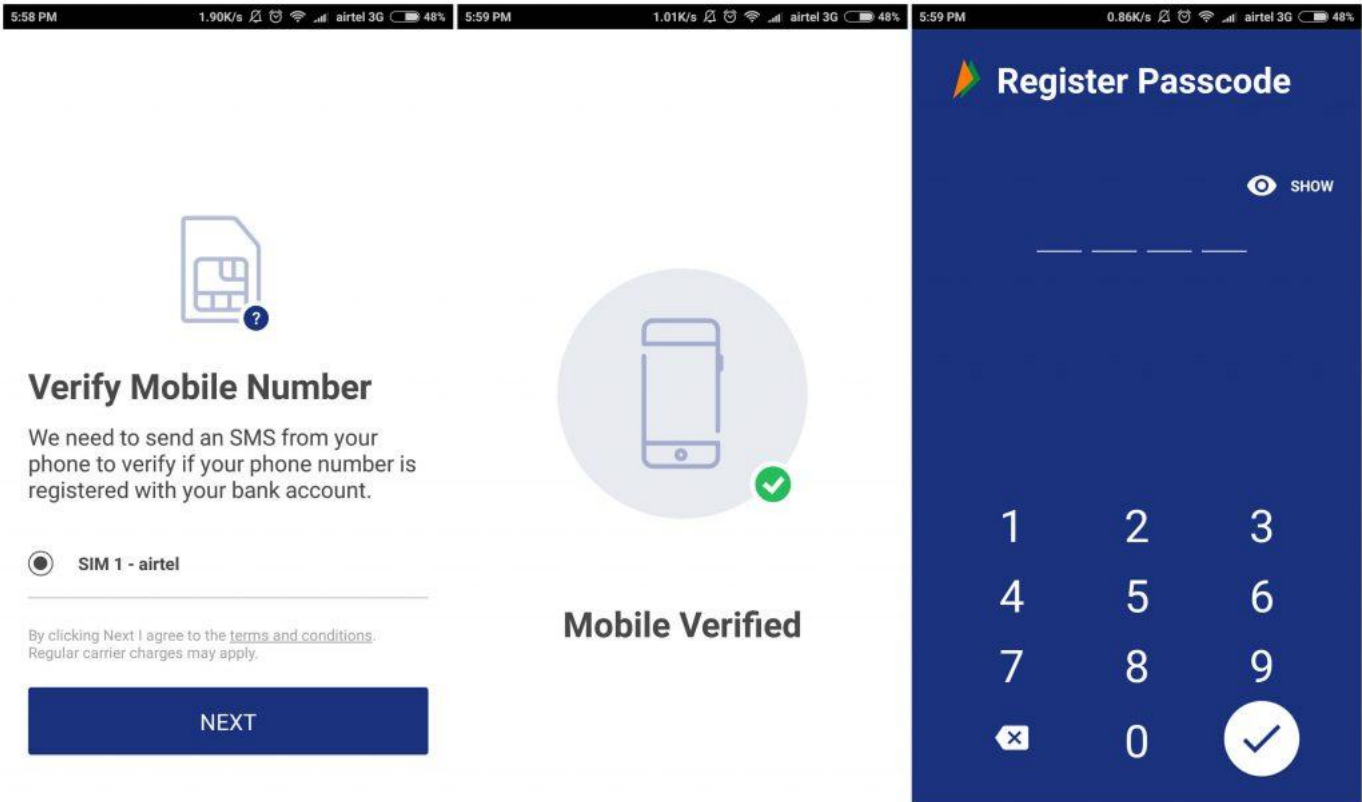 5:58 PM 1.90K/s airtel 3G 48%
?
Verify Mobile Number
We need to send an SMS from your
phone to verify if your phone number is
registered with your bank account.
SIM 1 - airtel
By clicking Next I agree to the terms and conditions.
Regular carrier charges may apply.
NEXT
5:59 PM 1.01K/s airtel 3G 48%
Mobile Verified
5:59 PM 0.86K/s airtel 3G 48%
Register Passcode
SHOW
1 2 3
4 5 6
7 8 9
0